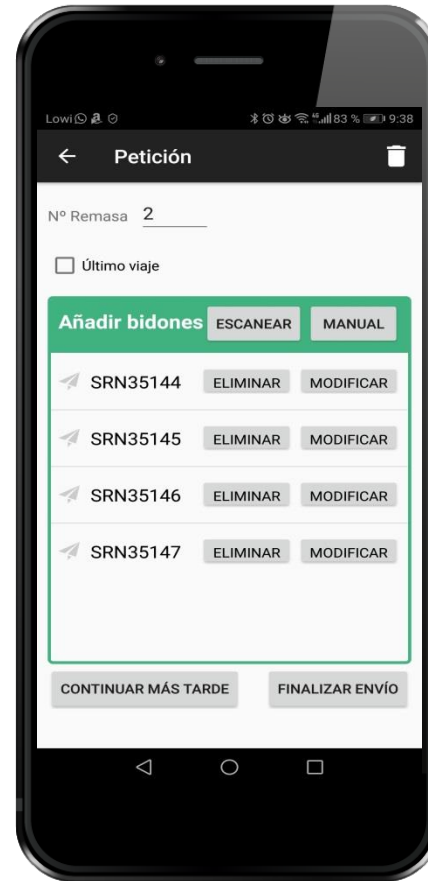 Lowi 83 % 9:38
Petición
Nº Remasa 2
Último viaje
Añadir bidones ESCANEAR MANUAL
SRN35144 ELIMINAR MODIFICAR
SRN35145 ELIMINAR MODIFICAR
SRN35146 ELIMINAR MODIFICAR
SRN35147 ELIMINAR MODIFICAR
CONTINUAR MÁS TARDE FINALIZAR ENVÍO